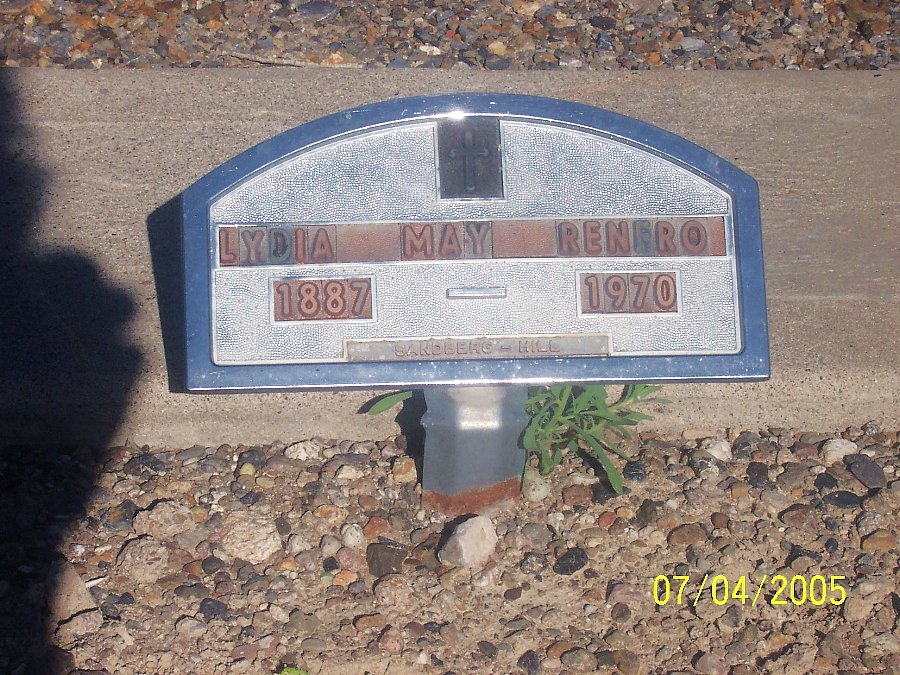 LYDIA MAY RENFRO
1887 1970
SANDBERG - HILL
07/04/2005